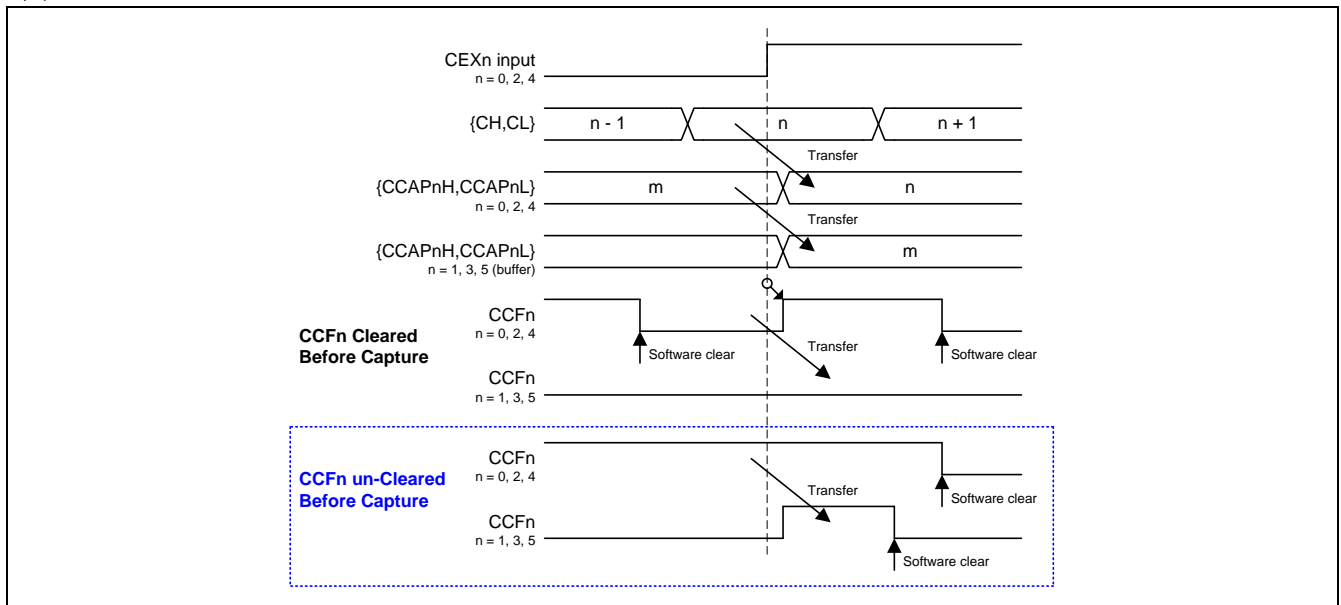 CEXn input
n = 0, 2, 4
{CH,CL}
n - 1
n
n + 1
Transfer
{CCAPnH,CCAPnL}
n = 0, 2, 4
m
n
Transfer
{CCAPnH,CCAPnL}
n = 1, 3, 5 (buffer)
m
CCFn Cleared
Before Capture
CCFn
n = 0, 2, 4
Software clear
Transfer
Software clear
CCFn
n = 1, 3, 5
CCFn un-Cleared
Before Capture
CCFn
n = 0, 2, 4
Transfer
Software clear
CCFn
n = 1, 3, 5
Software clear